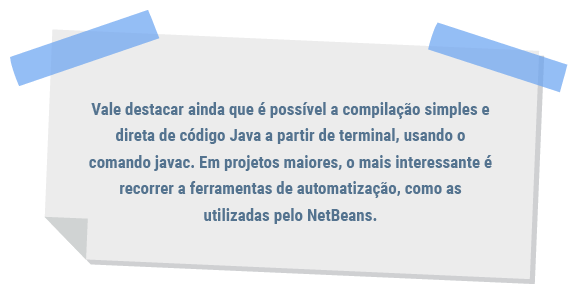 Vale destacar ainda que é possível a compilação simples e
direta de código Java a partir de terminal, usando o
comando javac. Em projetos maiores, o mais interessante é
recorrer a ferramentas de automatização, como as
utilizadas pelo NetBeans.